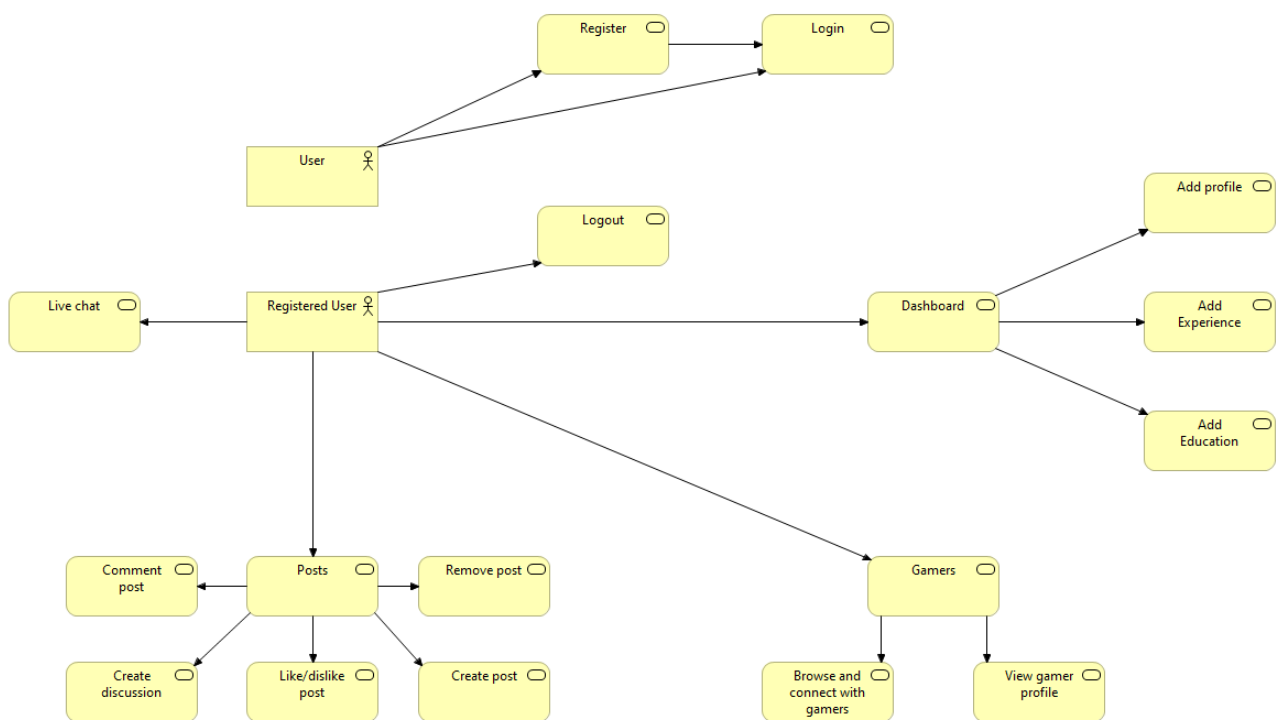 Register
Login
User
Add profile
Logout
Live chat
Registered User
Dashboard
Add
Experience
Add
Education
Comment
post
Posts
Remove post
Gamers
Create
discussion
Like/dislike
post
Create post
Browse and
connect with
gamers
View gamer
profile